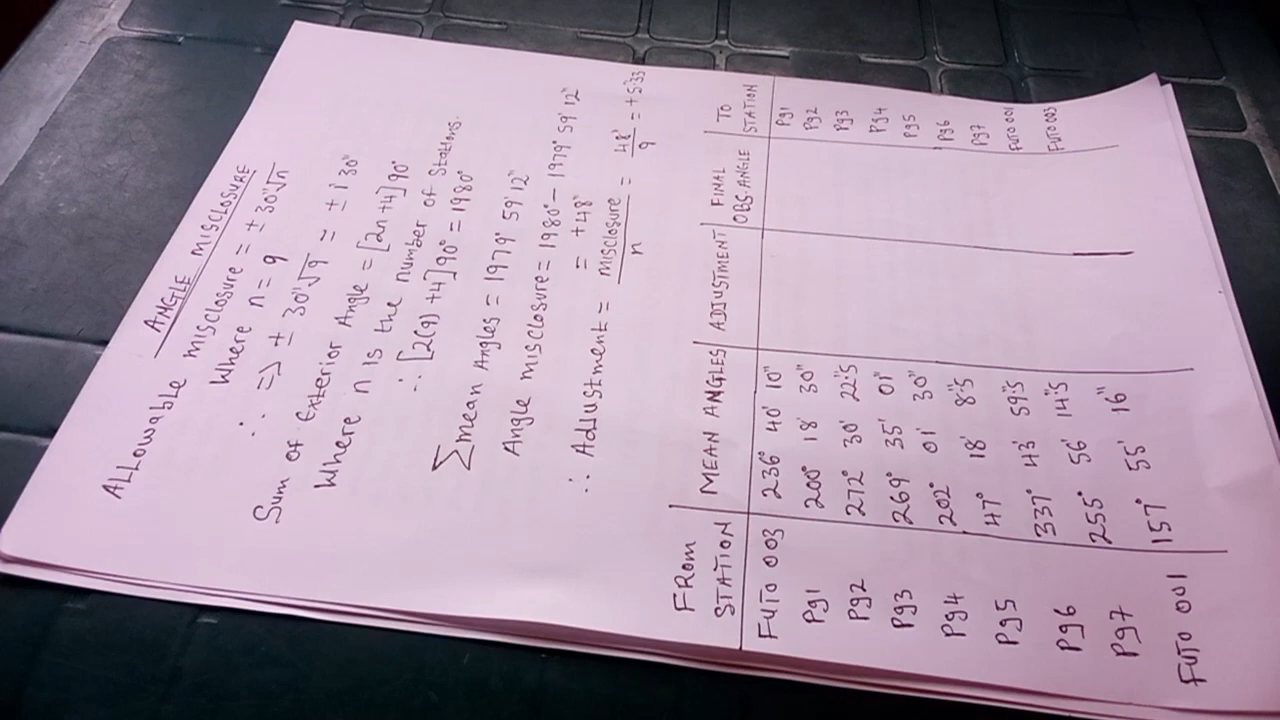 ANGLE MISCLOSURE
ALLOWABLE MISCLOSURE = ± 30"√n
Where n = 9
∴ => ± 30"√9 = ± 1' 30"
Sum of Exterior Angle = [2n+4]90°
Where n is the number of Stations.
∴ [2(9)+4]90° = 1980°
∑mean Angles = 1979° 59' 12"
Angle misclosure = 1980° - 1979° 59' 12"
= +48"
∴ Adjustment = misclosure / n = 48" / 9 = +5.33
FROM STATION | MEAN ANGLES | ADJUSTMENT | FINAL OBS. ANGLE | TO STATION
FUTO 003 236° 40' 10" Pg1
Pg1 200° 18' 30" Pg2
Pg2 272° 30' 22".5 Pg3
Pg3 269° 35' 01" Pg4
Pg4 202° 01' 30" Pg5
Pg5 47° 18' 8".5 Pg6
Pg6 337° 43' 59".5 Pg7
Pg7 255° 56' 14".5 FUTO 001
FUTO 001 157° 55' 16" FUTO 003